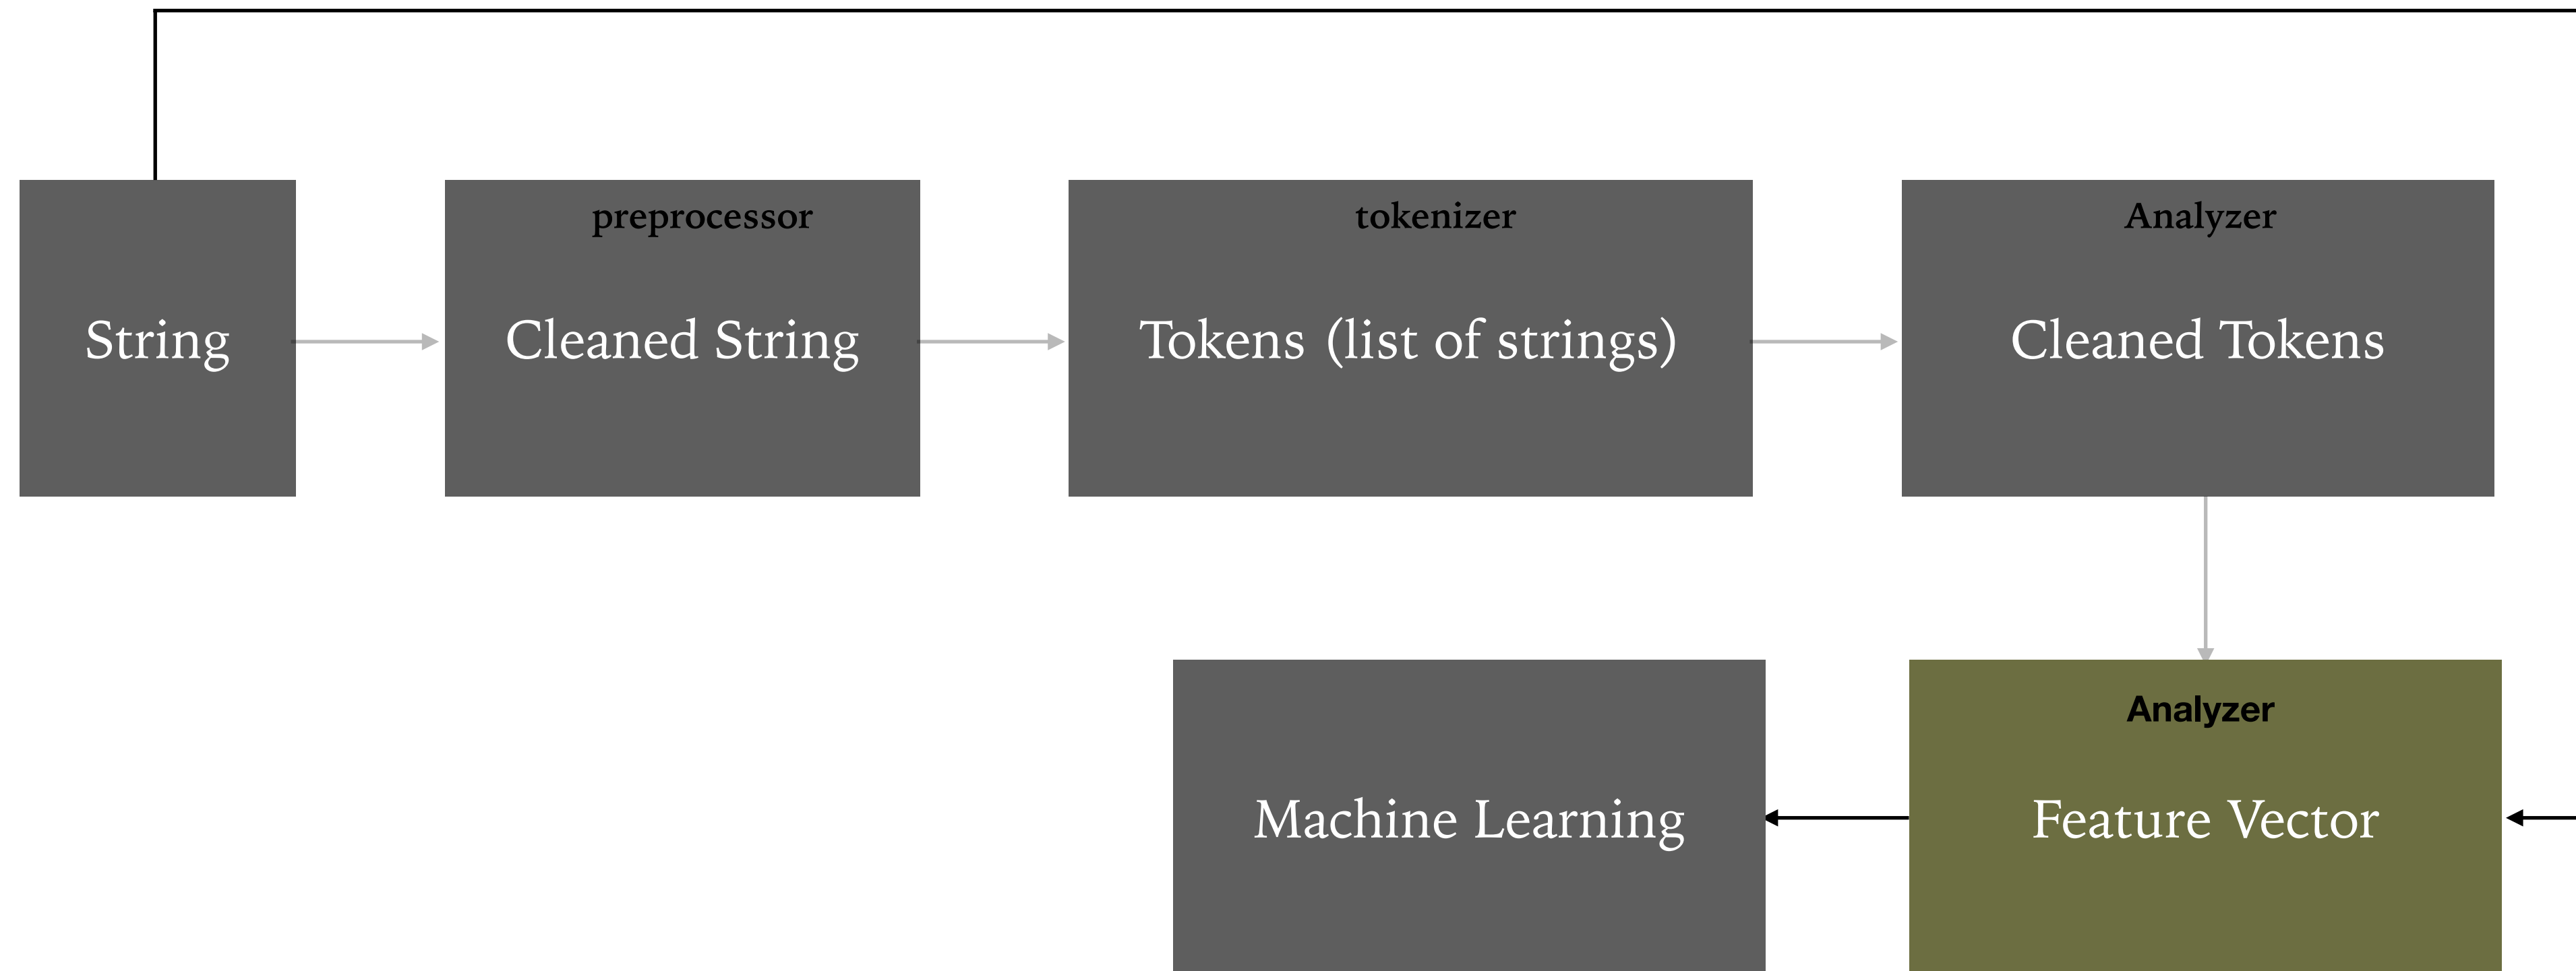 preprocessor
tokenizer
Analyzer
String
Cleaned String
Tokens (list of strings)
Cleaned Tokens
Analyzer
Machine Learning
Feature Vector